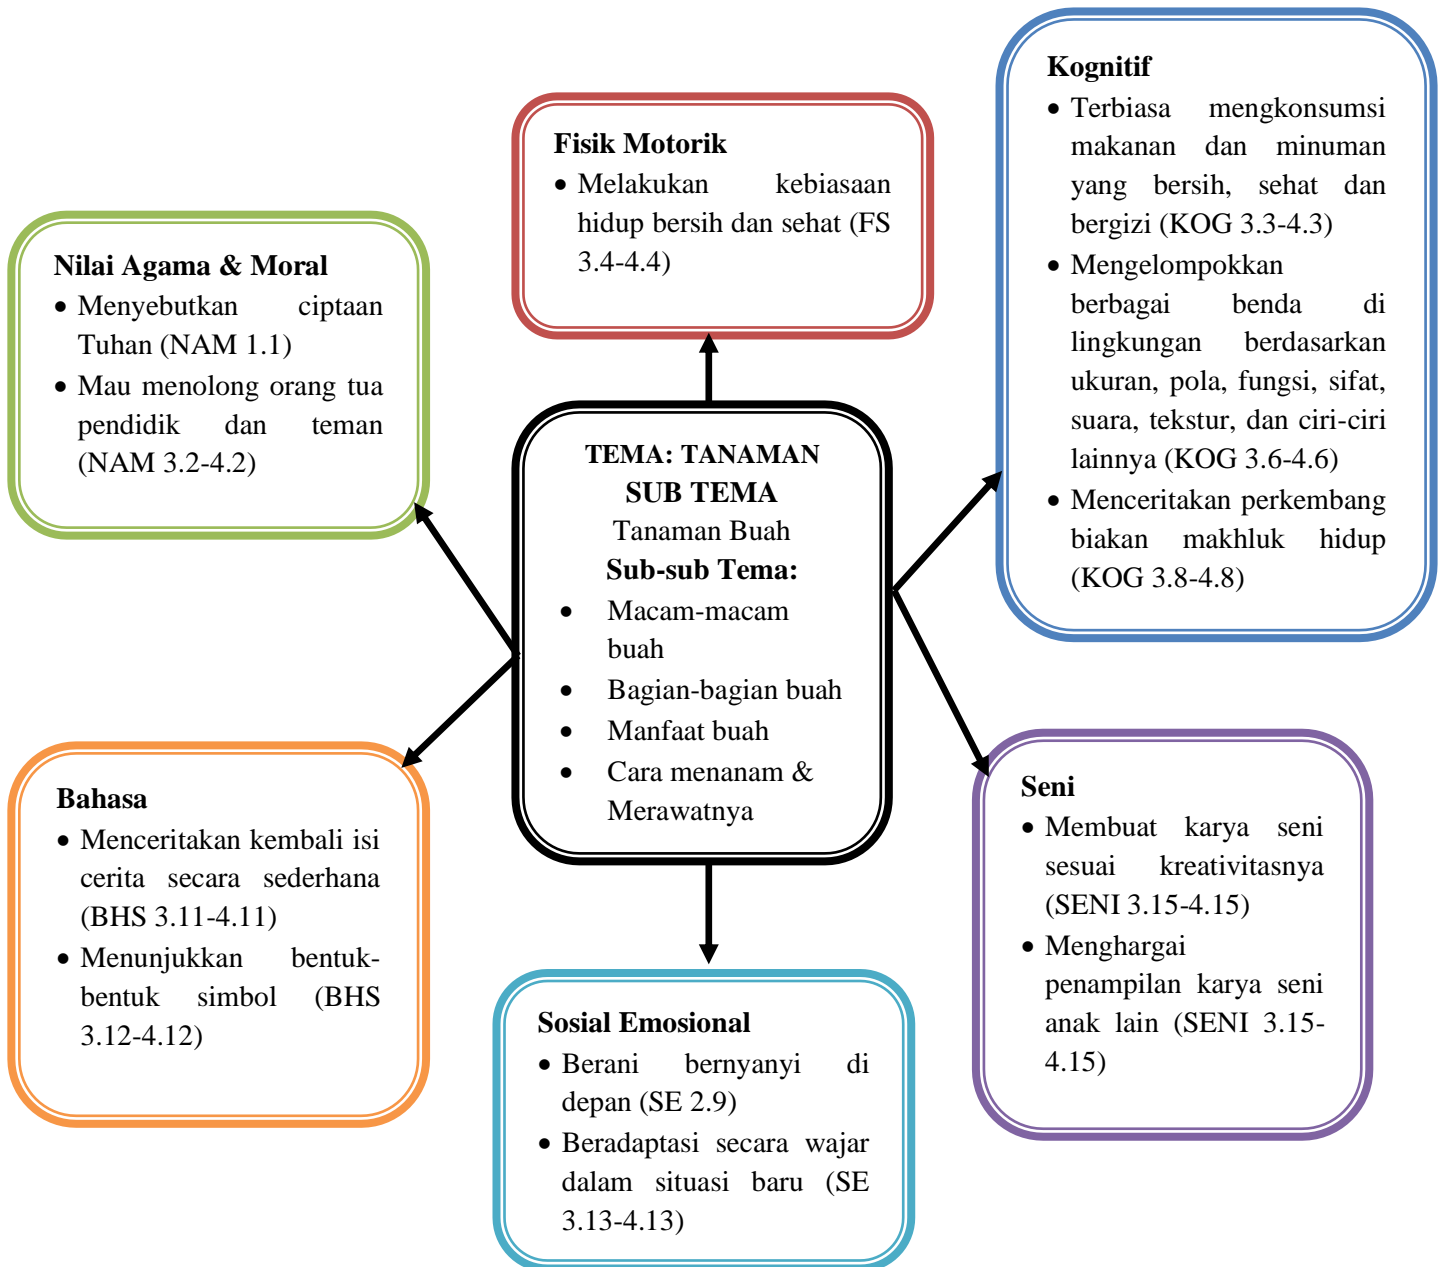 Kognitif
• Terbiasa mengkonsumsi
makanan dan minuman
yang bersih, sehat dan
bergizi (KOG 3.3-4.3)
• Mengelompokkan
berbagai benda di
lingkungan berdasarkan
ukuran, pola, fungsi, sifat,
suara, tekstur, dan ciri-ciri
lainnya (KOG 3.6-4.6)
• Menceritakan perkembang
biakan makhluk hidup
(KOG 3.8-4.8)
Fisik Motorik
• Melakukan kebiasaan
hidup bersih dan sehat (FS
3.4-4.4)
Nilai Agama & Moral
• Menyebutkan ciptaan
Tuhan (NAM 1.1)
• Mau menolong orang tua
pendidik dan teman
(NAM 3.2-4.2)
TEMA: TANAMAN
SUB TEMA
Tanaman Buah
Sub-sub Tema:
• Macam-macam
buah
• Bagian-bagian buah
• Manfaat buah
• Cara menanam &
Merawatnya
Bahasa
• Menceritakan kembali isi
cerita secara sederhana
(BHS 3.11-4.11)
• Menunjukkan bentuk-
bentuk simbol (BHS
3.12-4.12)
Seni
• Membuat karya seni
sesuai kreativitasnya
(SENI 3.15-4.15)
• Menghargai
penampilan karya seni
anak lain (SENI 3.15-
4.15)
Sosial Emosional
• Berani bernyanyi di
depan (SE 2.9)
• Beradaptasi secara wajar
dalam situasi baru (SE
3.13-4.13)